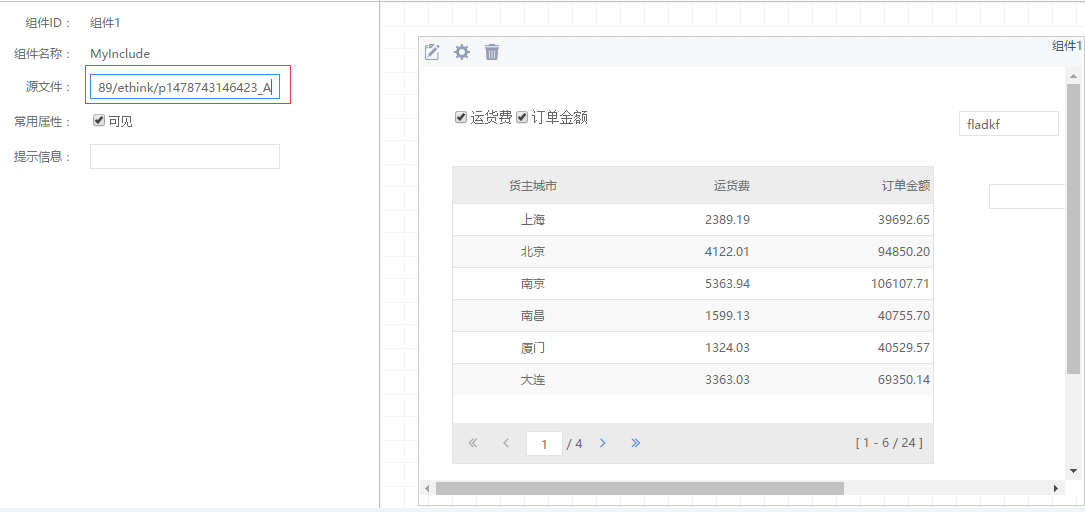 组件ID： 组件1
组件名称： MyInclude
源文件： 89/ethink/p1478743146423_A
常用属性： 可见
提示信息：
组件1
运货费 订单金额
fladkf
货主城市 运货费 订单金额
上海 2389.19 39692.65
北京 4122.01 94850.20
南京 5363.94 106107.71
南昌 1599.13 40755.70
厦门 1324.03 40529.57
大连 3363.03 69350.14
1 / 4 [ 1 - 6 / 24 ]